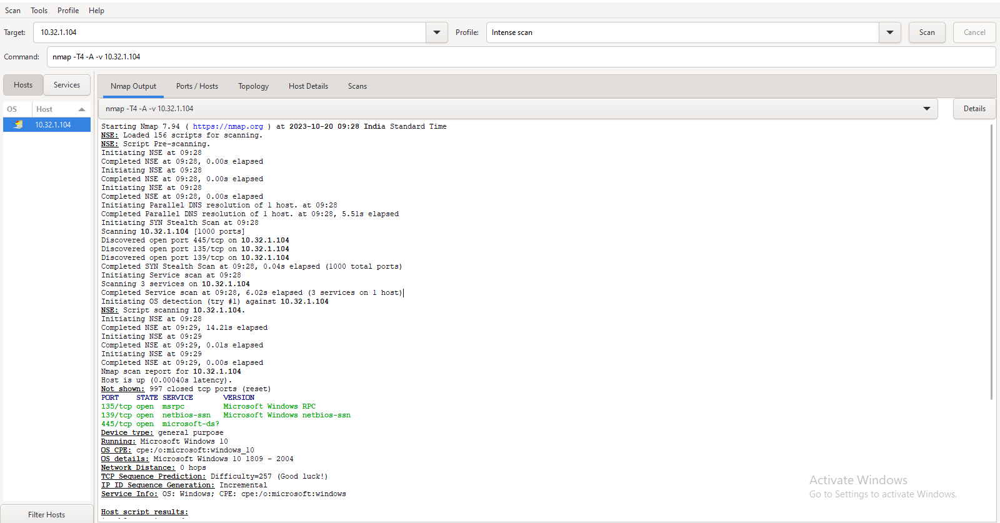 Scan Tools Profile Help
Target: 10.32.1.104 Profile: Intense scan Scan Cancel
Command: nmap -T4 -A -v 10.32.1.104
Hosts Services
OS Host
10.32.1.104
Filter Hosts
Nmap Output Ports / Hosts Topology Host Details Scans
nmap -T4 -A -v 10.32.1.104 Details
Starting Nmap 7.94 ( https://nmap.org ) at 2023-10-20 09:28 India Standard Time
NSE: Loaded 156 scripts for scanning.
NSE: Script Pre-scanning.
Initiating NSE at 09:28
Completed NSE at 09:28, 0.00s elapsed
Initiating NSE at 09:28
Completed NSE at 09:28, 0.00s elapsed
Initiating NSE at 09:28
Completed NSE at 09:28, 0.00s elapsed
Initiating Parallel DNS resolution of 1 host. at 09:28
Completed Parallel DNS resolution of 1 host. at 09:28, 5.51s elapsed
Initiating SYN Stealth Scan at 09:28
Scanning 10.32.1.104 [1000 ports]
Discovered open port 445/tcp on 10.32.1.104
Discovered open port 135/tcp on 10.32.1.104
Discovered open port 139/tcp on 10.32.1.104
Completed SYN Stealth Scan at 09:28, 0.04s elapsed (1000 total ports)
Initiating Service scan at 09:28
Scanning 3 services on 10.32.1.104
Completed Service scan at 09:28, 6.02s elapsed (3 services on 1 host)
Initiating OS detection (try #1) against 10.32.1.104
NSE: Script scanning 10.32.1.104.
Initiating NSE at 09:28
Completed NSE at 09:29, 14.21s elapsed
Initiating NSE at 09:29
Completed NSE at 09:29, 0.01s elapsed
Initiating NSE at 09:29
Completed NSE at 09:29, 0.00s elapsed
Nmap scan report for 10.32.1.104
Host is up (0.00040s latency).
Not shown: 997 closed tcp ports (reset)
PORT STATE SERVICE VERSION
135/tcp open msrpc Microsoft Windows RPC
139/tcp open netbios-ssn Microsoft Windows netbios-ssn
445/tcp open microsoft-ds?
Device type: general purpose
Running: Microsoft Windows 10
OS CPE: cpe:/o:microsoft:windows_10
OS details: Microsoft Windows 10 1809 - 2004
Network Distance: 0 hops
TCP Sequence Prediction: Difficulty=257 (Good luck!)
IP ID Sequence Generation: Incremental
Service Info: OS: Windows; CPE: cpe:/o:microsoft:windows
Host script results:
Activate Windows
Go to Settings to activate Windows.